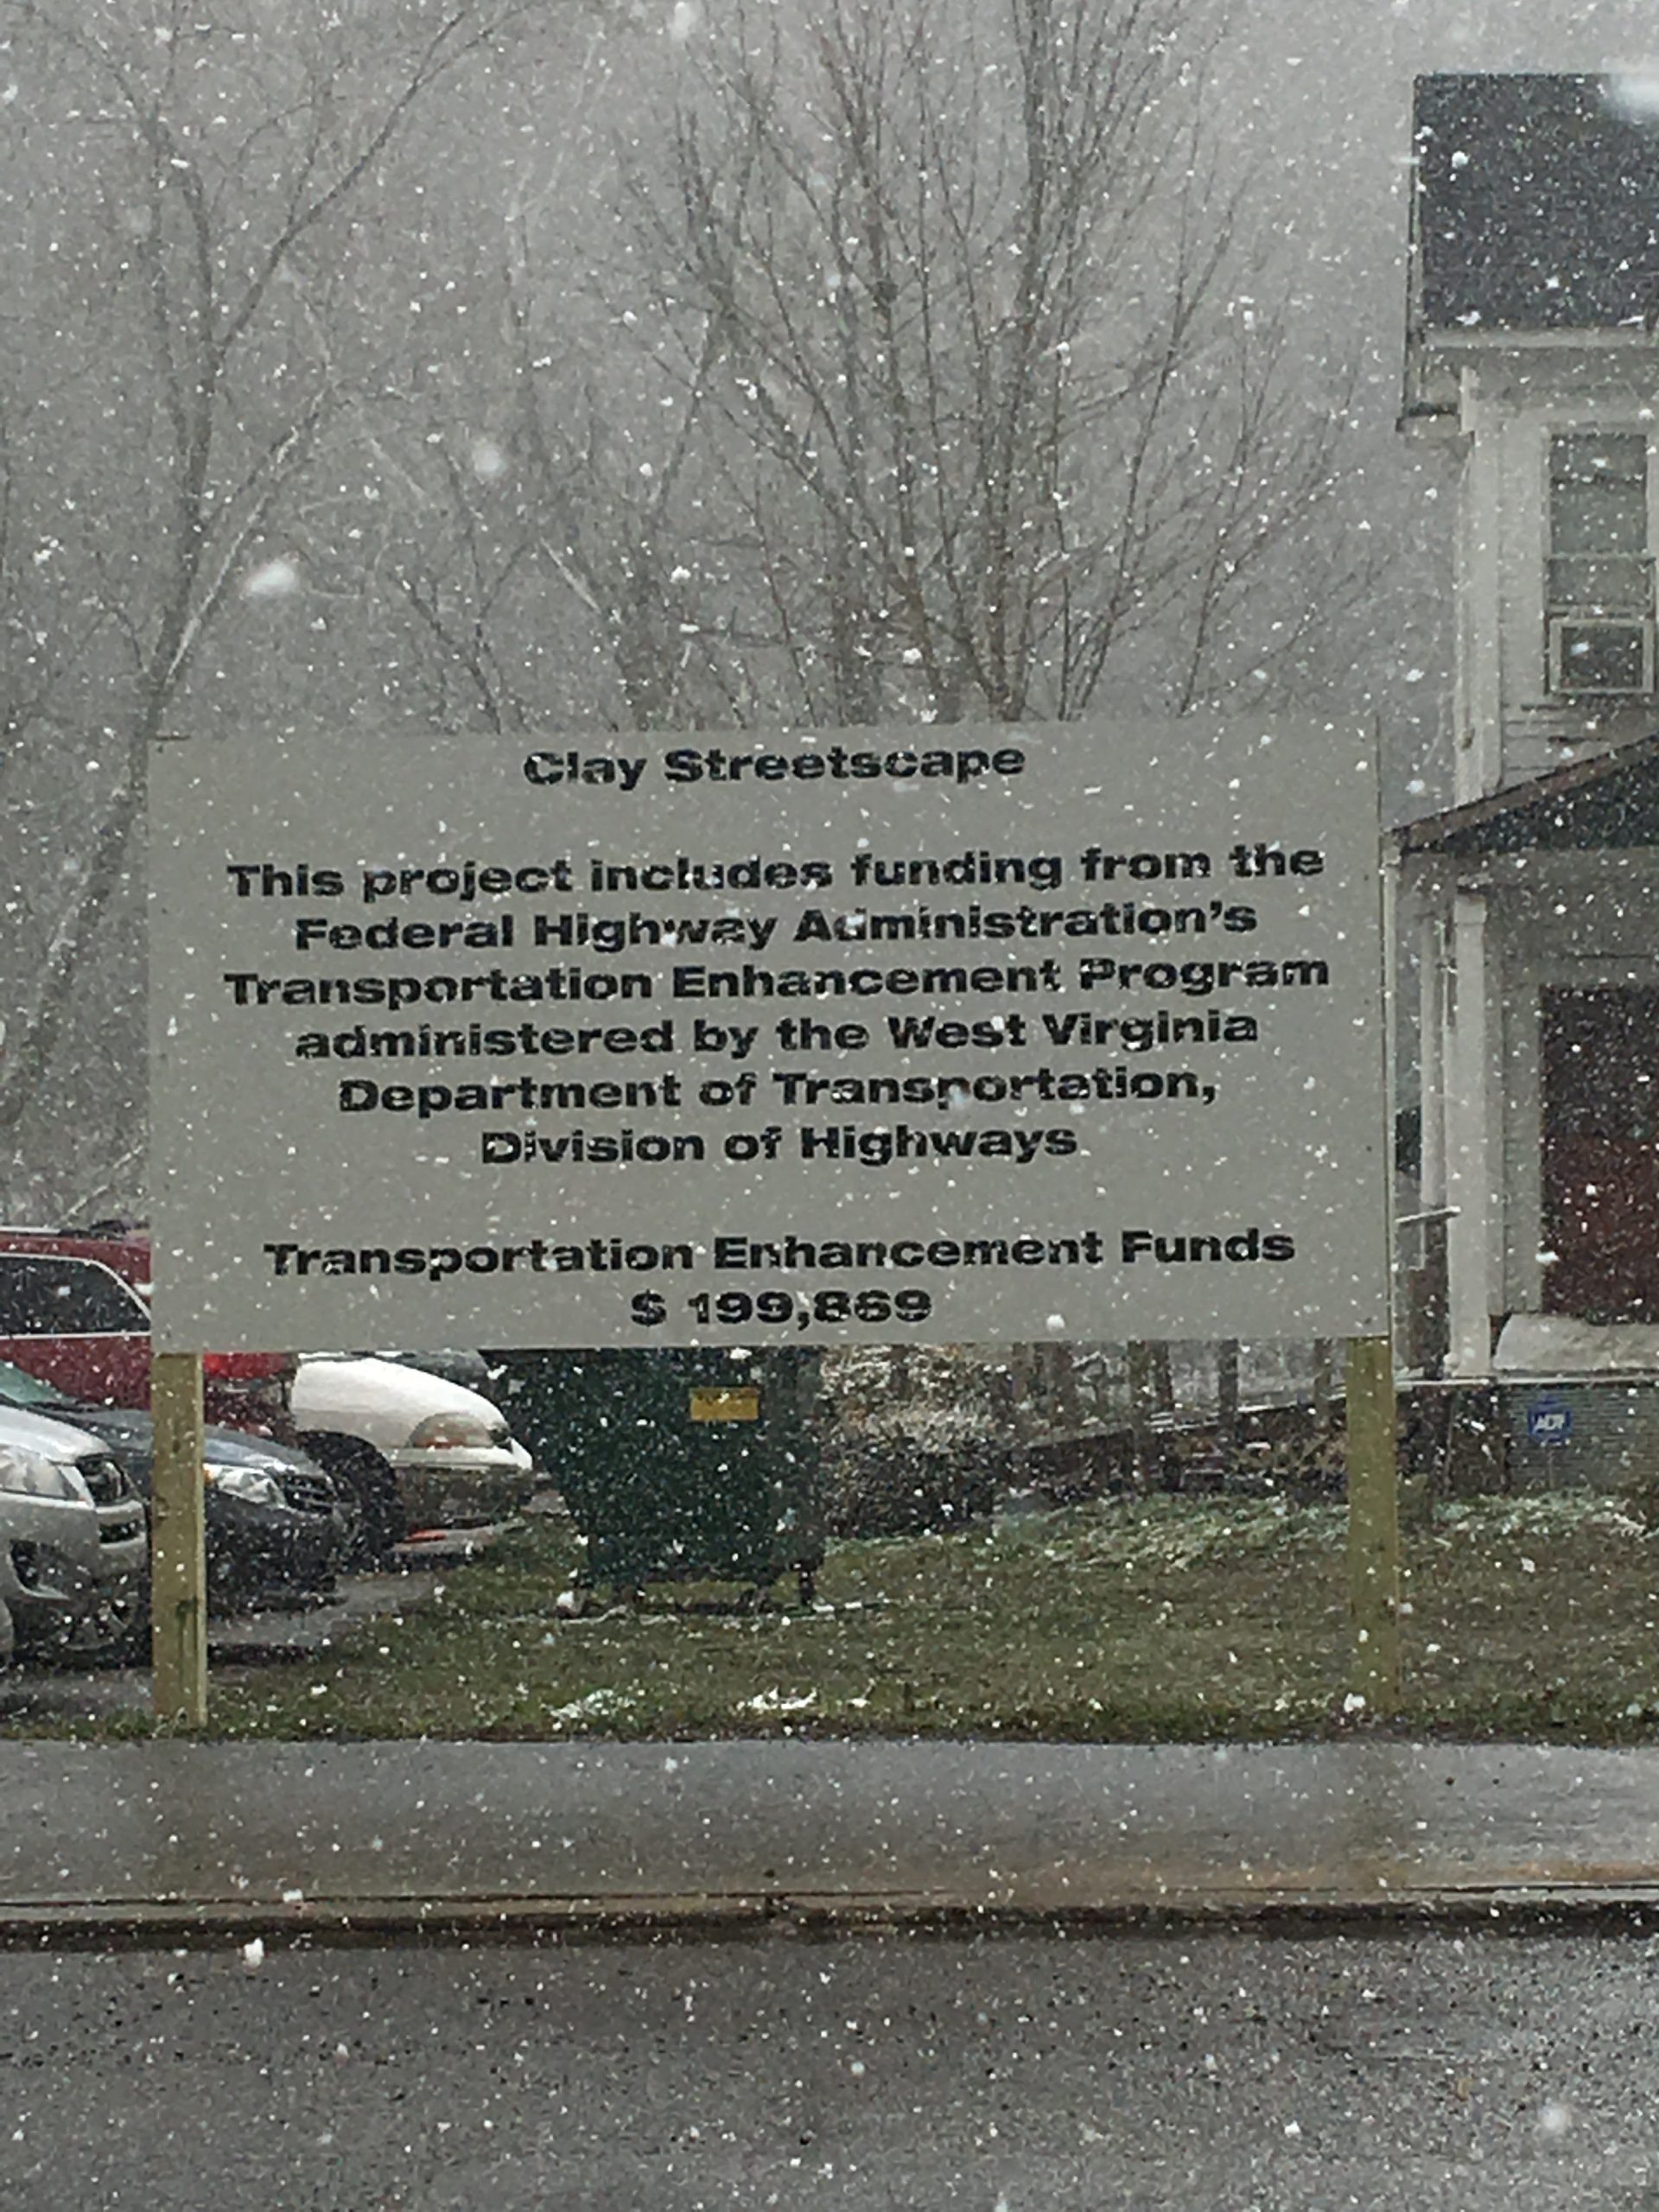 Clay Streetscape
This project includes funding from the
Federal Highway Administration's
Transportation Enhancement Program
administered by the West Virginia
Department of Transportation,
Division of Highways
Transportation Enhancement Funds
$ 199,869
ADT